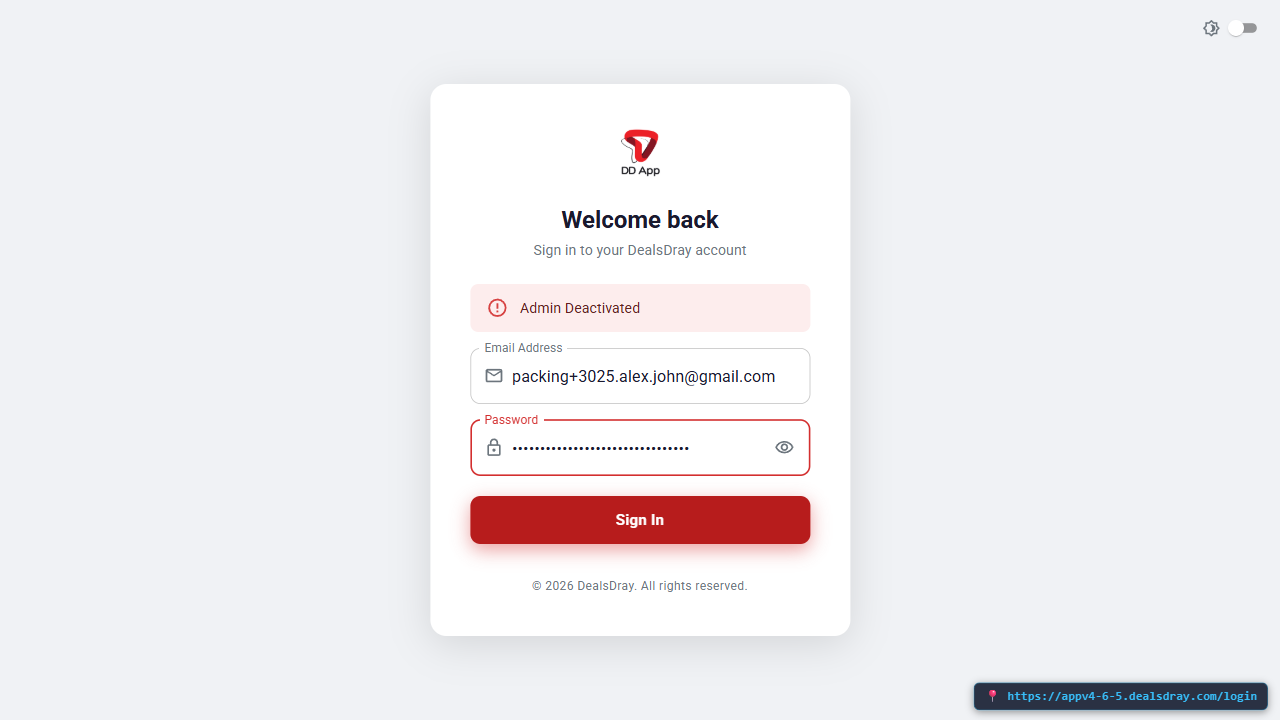 DD App
Welcome back
Sign in to your DealsDray account
Admin Deactivated
Email Address
packing+3025.alex.john@gmail.com
Password
••••••••••••••••••••••••••••••••
Sign In
© 2026 DealsDray. All rights reserved.
https://appv4-6-5.dealsdray.com/login